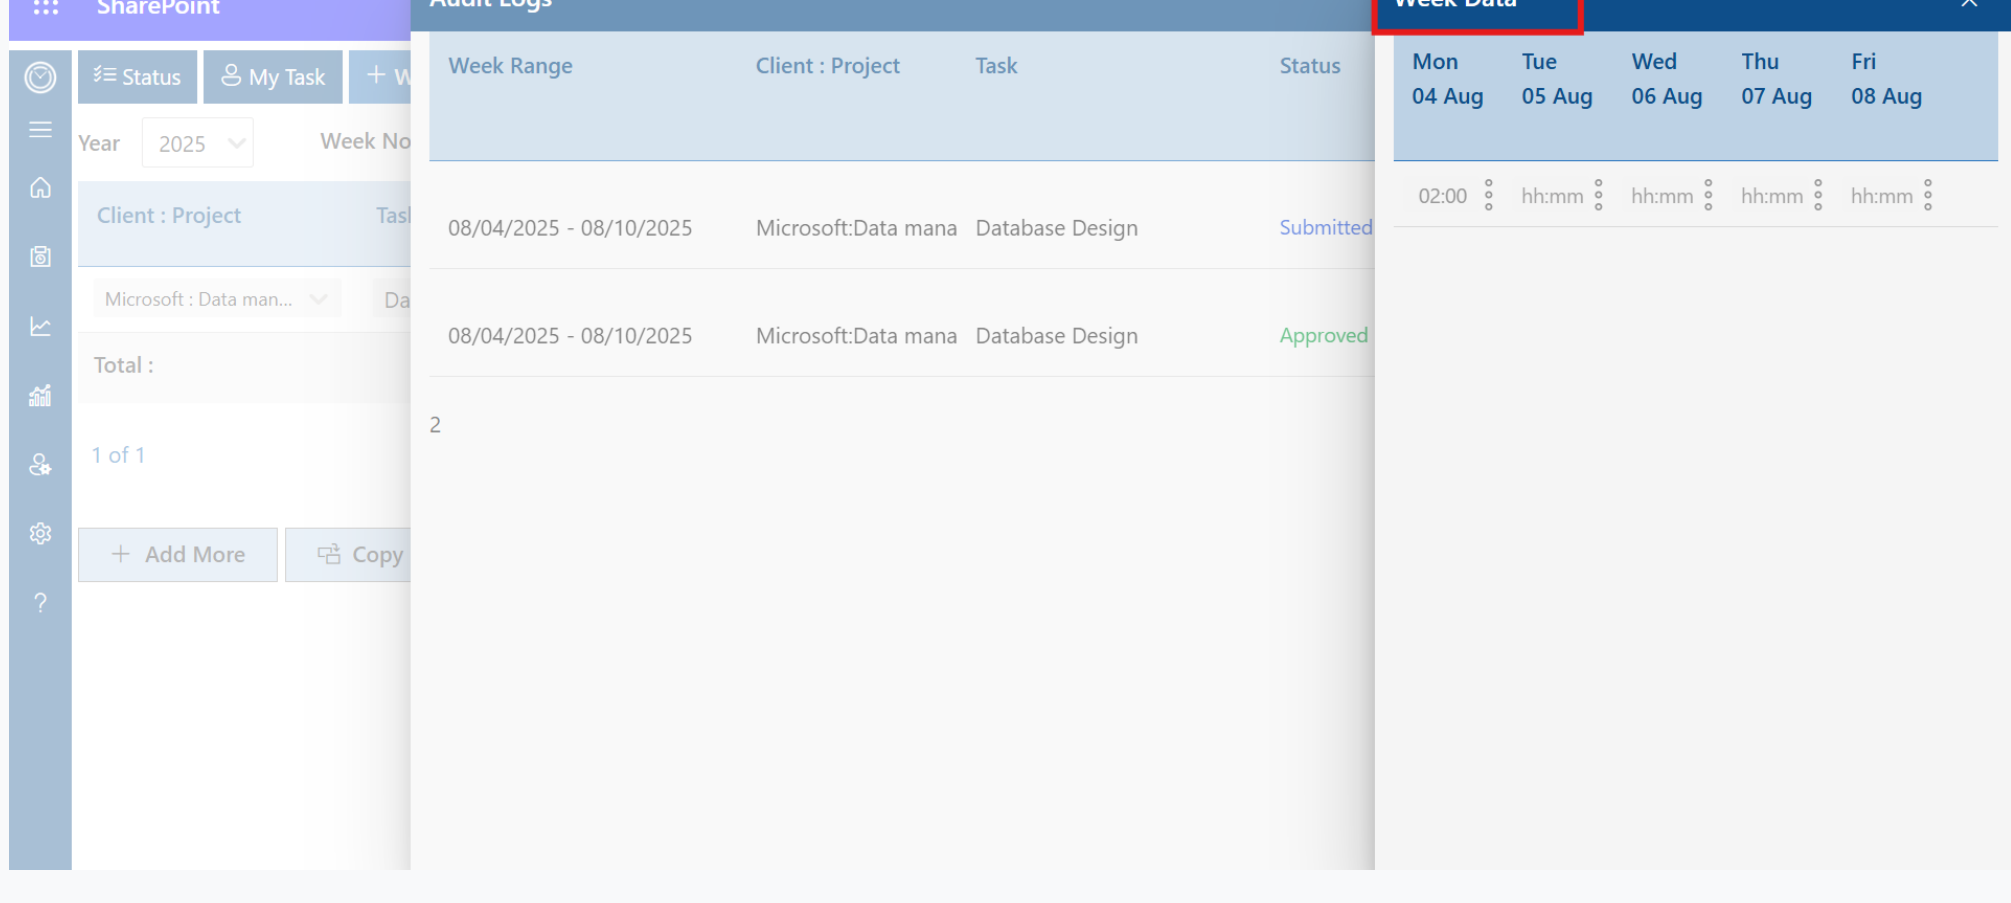 SharePoint
Audit Logs
Week Data
Status
My Task
Year
2025
Week No
Client : Project
Microsoft : Data man...
Total :
1 of 1
Add More
Copy
Week Range
Client : Project
Task
Status
08/04/2025 - 08/10/2025
Microsoft:Data mana
Database Design
Submitted
08/04/2025 - 08/10/2025
Microsoft:Data mana
Database Design
Approved
2
Mon
04 Aug
Tue
05 Aug
Wed
06 Aug
Thu
07 Aug
Fri
08 Aug
02:00
hh:mm
hh:mm
hh:mm
hh:mm